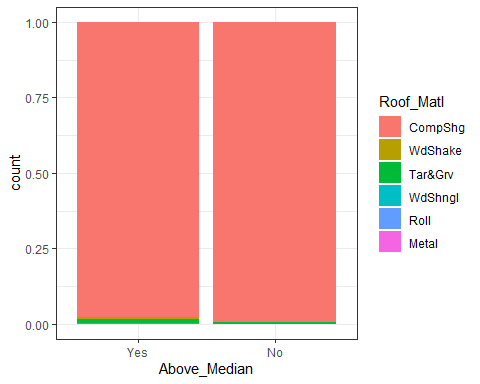 1.00
0.75
0.50
0.25
0.00
count
Yes No
Above_Median
Roof_Matl
CompShg
WdShake
Tar&Grv
WdShngl
Roll
Metal